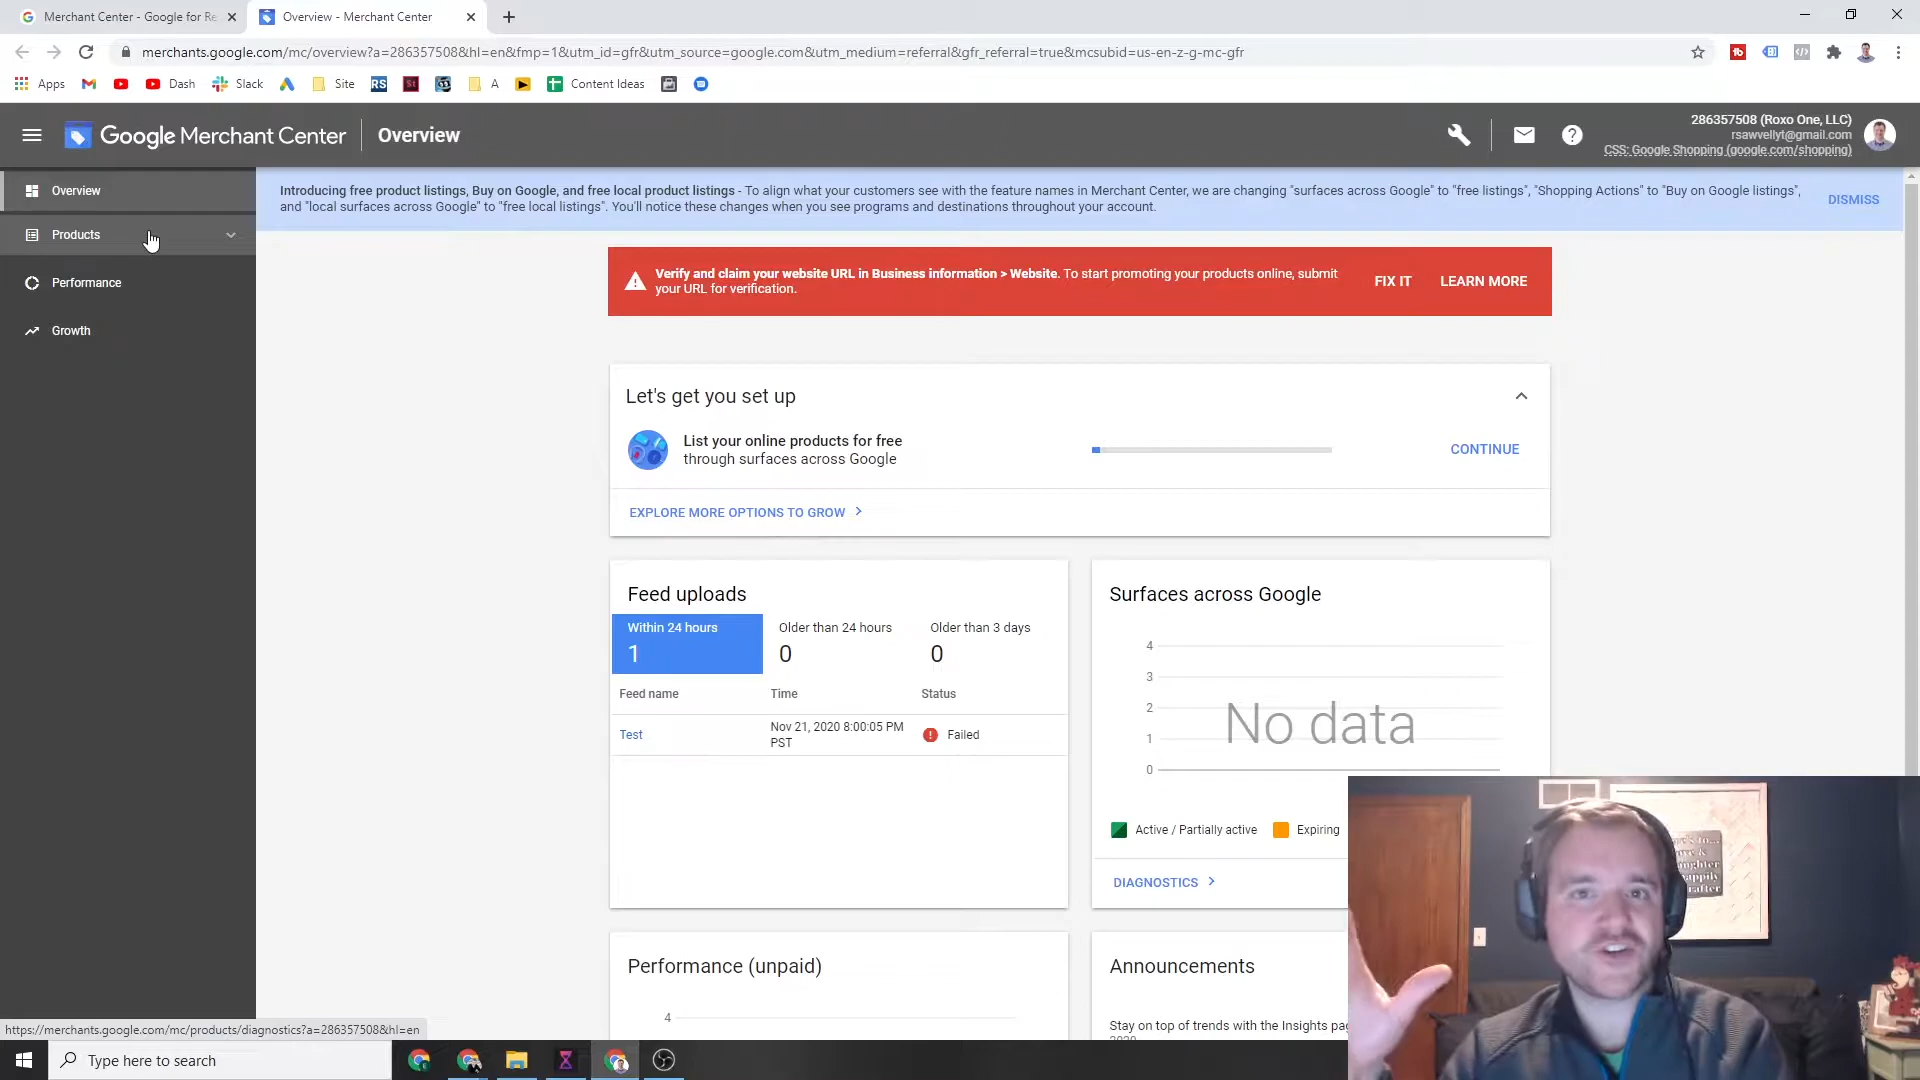 Merchant Center - Google for Re
Overview - Merchant Center
merchants.google.com/mc/overview?a=286357508&hl=en&fmp=1&utm_id=gfr&utm_source=google.com&utm_medium=referral&gfr_referral=true&mcsubid=us-en-z-g-mc-gfr
Apps
Dash
Slack
Site
RS
St
A
Content Ideas
Google Merchant Center
Overview
286357508 (Roxo One, LLC)
rsawvellyt@gmail.com
CSS: Google Shopping (google.com/shopping)
Overview
Products
Performance
Growth
Introducing free product listings, Buy on Google, and free local product listings - To align what your customers see with the feature names in Merchant Center, we are changing "surfaces across Google" to "free listings", "Shopping Actions" to "Buy on Google listings",
and "local surfaces across Google" to "free local listings". You'll notice these changes when you see programs and destinations throughout your account.
DISMISS
Verify and claim your website URL in Business information > Website. To start promoting your products online, submit
your URL for verification.
FIX IT
LEARN MORE
Let's get you set up
List your online products for free
through surfaces across Google
CONTINUE
EXPLORE MORE OPTIONS TO GROW
Feed uploads
Within 24 hours
1
Older than 24 hours
0
Older than 3 days
0
Feed name
Time
Status
Test
Nov 21, 2020 8:00:05 PM
PST
Failed
Surfaces across Google
4
3
2
1
0
No data
Active / Partially active
Expiring
DIAGNOSTICS
Performance (unpaid)
4
Announcements
Stay on top of trends with the Insights pa
https://merchants.google.com/mc/products/diagnostics?a=286357508&hl=en
Type here to search